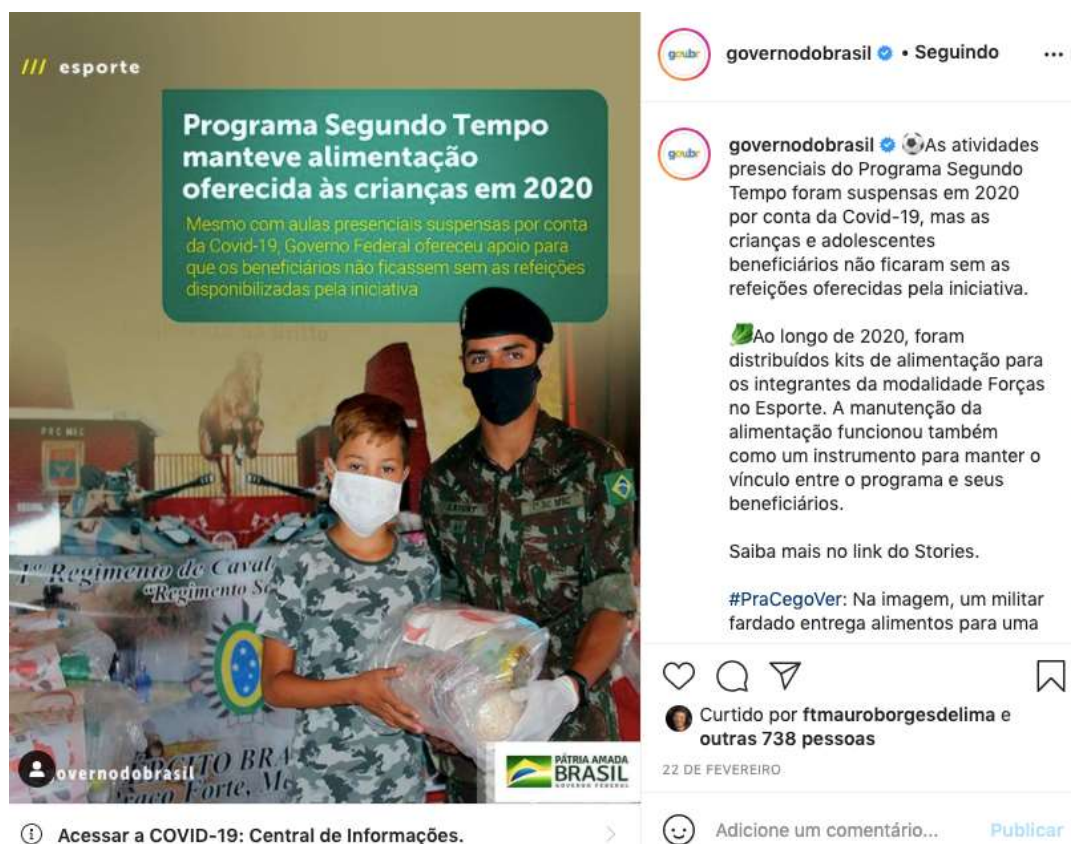 /// esporte
Programa Segundo Tempo
manteve alimentação
oferecida às crianças em 2020
Mesmo com aulas presenciais suspensas por conta
da Covid-19, Governo Federal ofereceu apoio para
que os beneficiários não ficassem sem as refeições
disponibilizadas pela iniciativa
1º Regimento de Caval
"Regimento
EXÉRCITO BRA
Braço Forte,
overnodobrasil
PÁTRIA AMADA
BRASIL
GOVERNO FEDERAL
Acessar a COVID-19: Central de Informações.
goubr
governodobrasil • Seguindo
goubr
governodobrasil ⚽As atividades
presenciais do Programa Segundo
Tempo foram suspensas em 2020
por conta da Covid-19, mas as
crianças e adolescentes
beneficiários não ficaram sem as
refeições oferecidas pela iniciativa.
🥬Ao longo de 2020, foram
distribuídos kits de alimentação para
os integrantes da modalidade Forças
no Esporte. A manutenção da
alimentação funcionou também
como um instrumento para manter o
vínculo entre o programa e seus
beneficiários.
Saiba mais no link do Stories.
#PraCegoVer: Na imagem, um militar
fardado entrega alimentos para uma
Curtido por ftmauroborgesdelima e
outras 738 pessoas
22 DE FEVEREIRO
Adicione um comentário...
Publicar